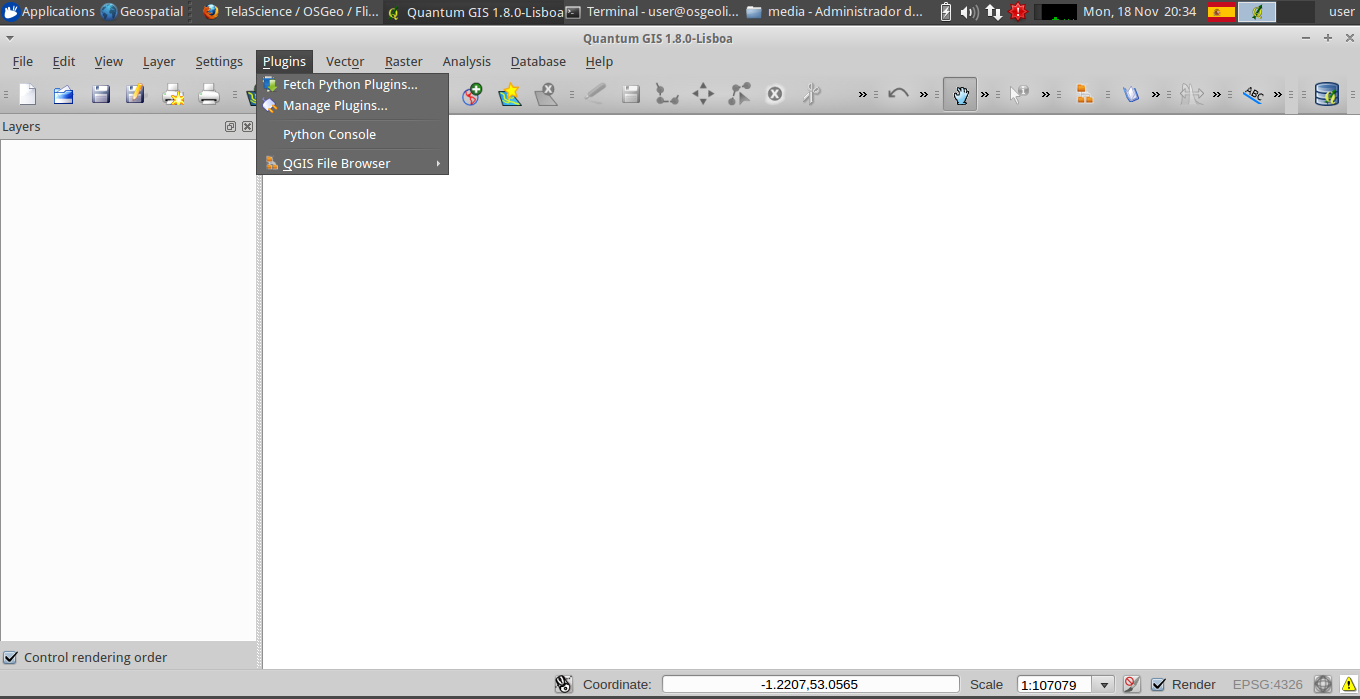 Applications Geospatial TelaScience / OSGeo / Fli... Quantum GIS 1.8.0-Lisboa Terminal - user@osgeoli... media - Administrador d... Mon, 18 Nov 20:34 user
Quantum GIS 1.8.0-Lisboa
File Edit View Layer Settings Plugins Vector Raster Analysis Database Help
Fetch Python Plugins...
Manage Plugins...
Python Console
QGIS File Browser
ABC
Layers
Control rendering order
Coordinate: -1.2207,53.0565 Scale 1:107079 Render EPSG:4326